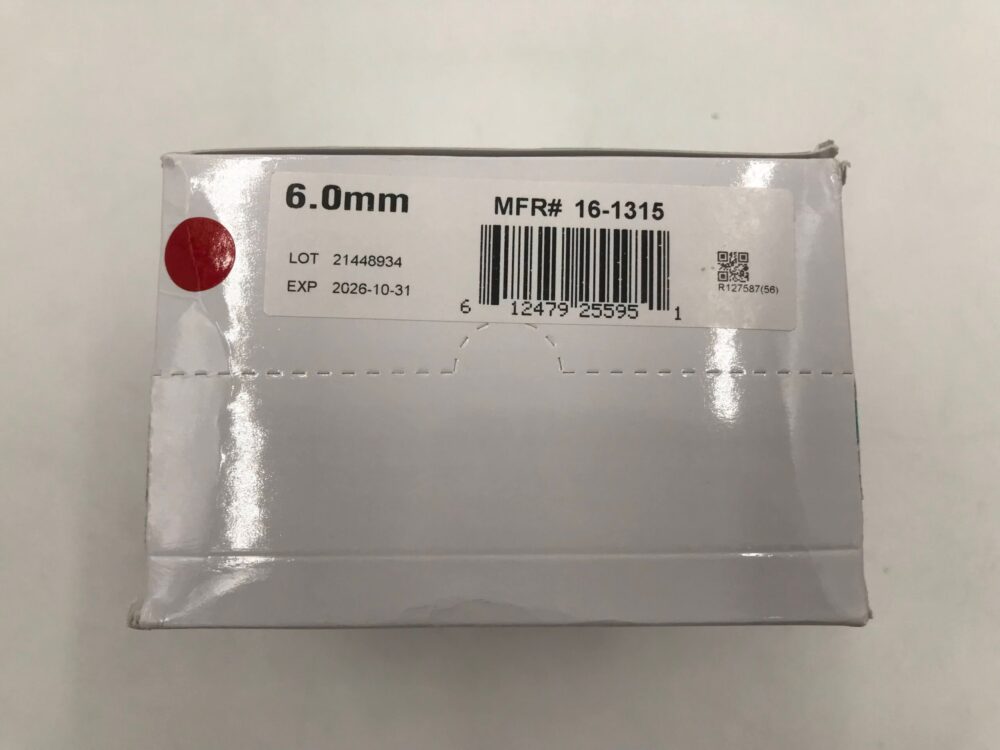 6.0mm
MFR# 16-1315
LOT 21448934
EXP 2026-10-31
6 12479 25595 1
R127587(56)